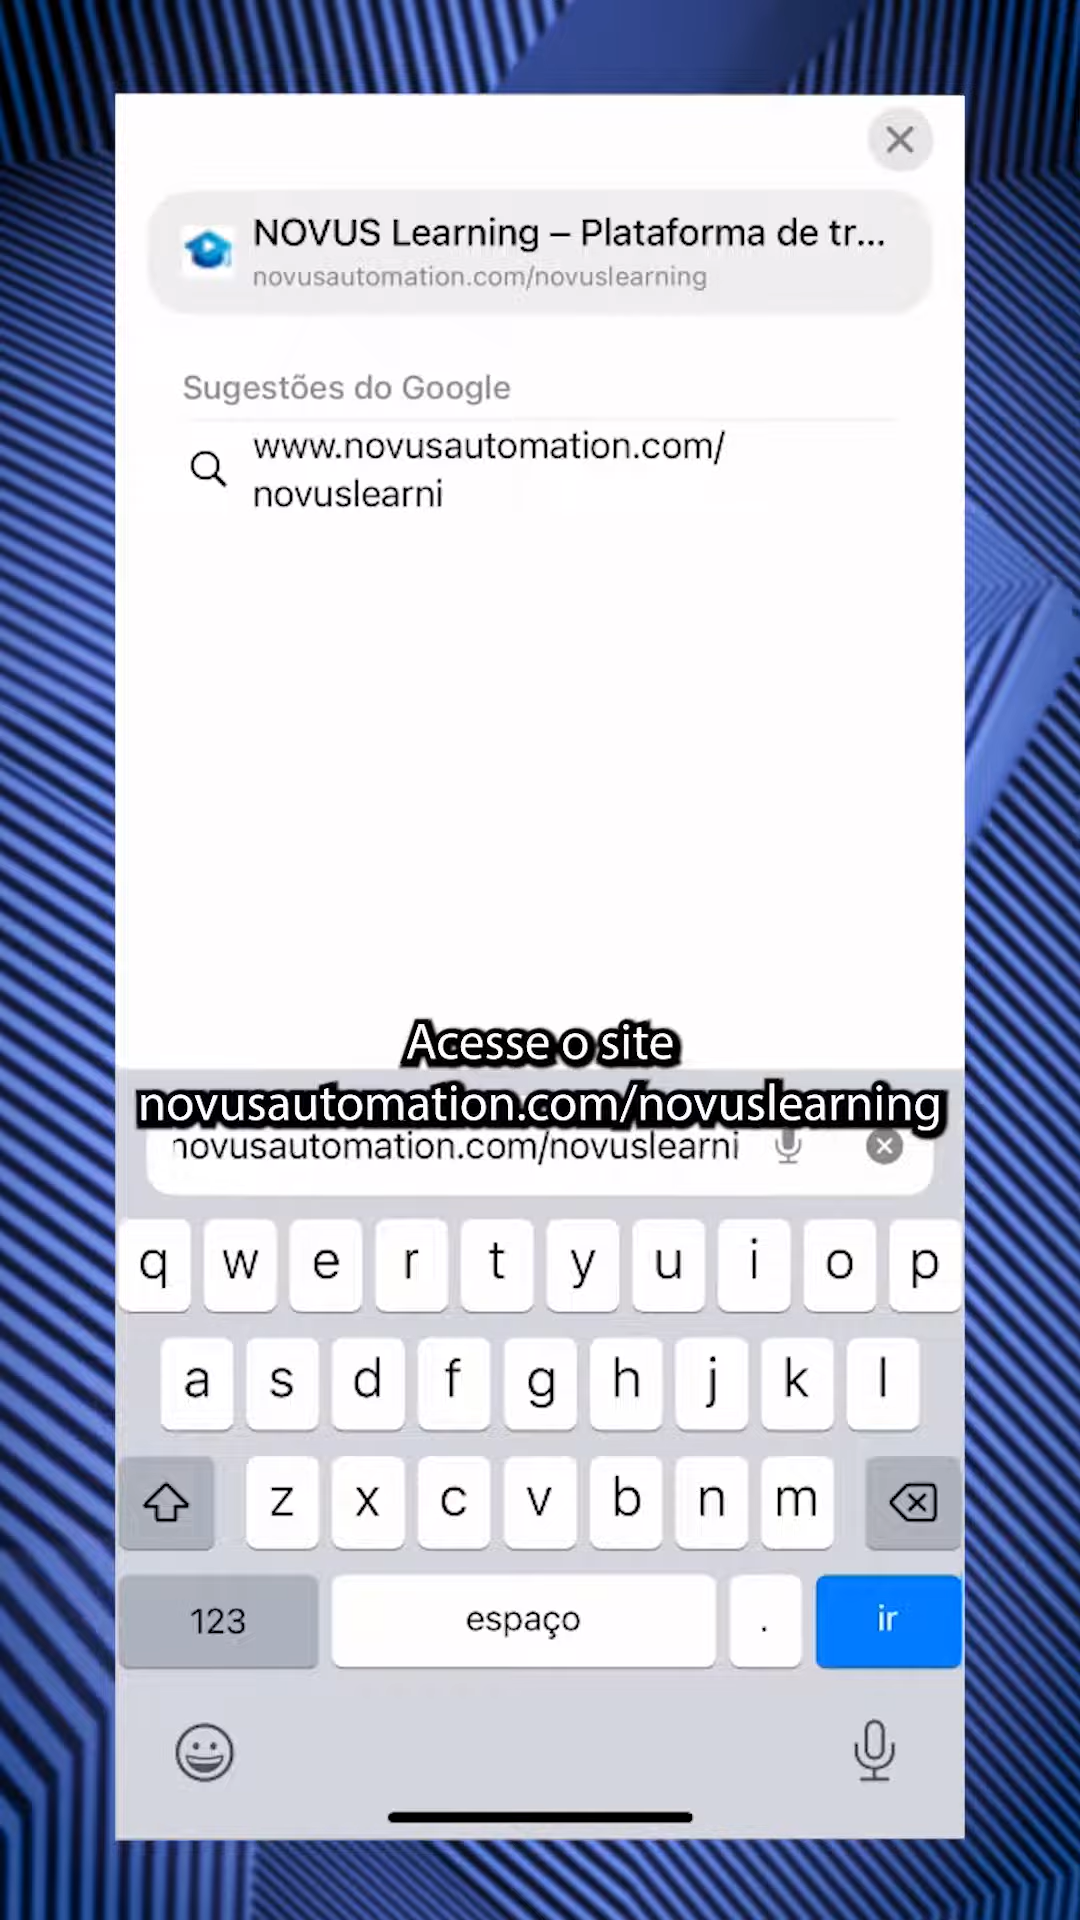 NOVUS Learning – Plataforma de tr...
novusautomation.com/novuslearning
Sugestões do Google
www.novusautomation.com/
novuslearni
Acesse o site
novusautomation.com/novuslearning
novusautomation.com/novuslearni
q w e r t y u i o p
a s d f g h j k l
z x c v b n m
123 espaço . ir